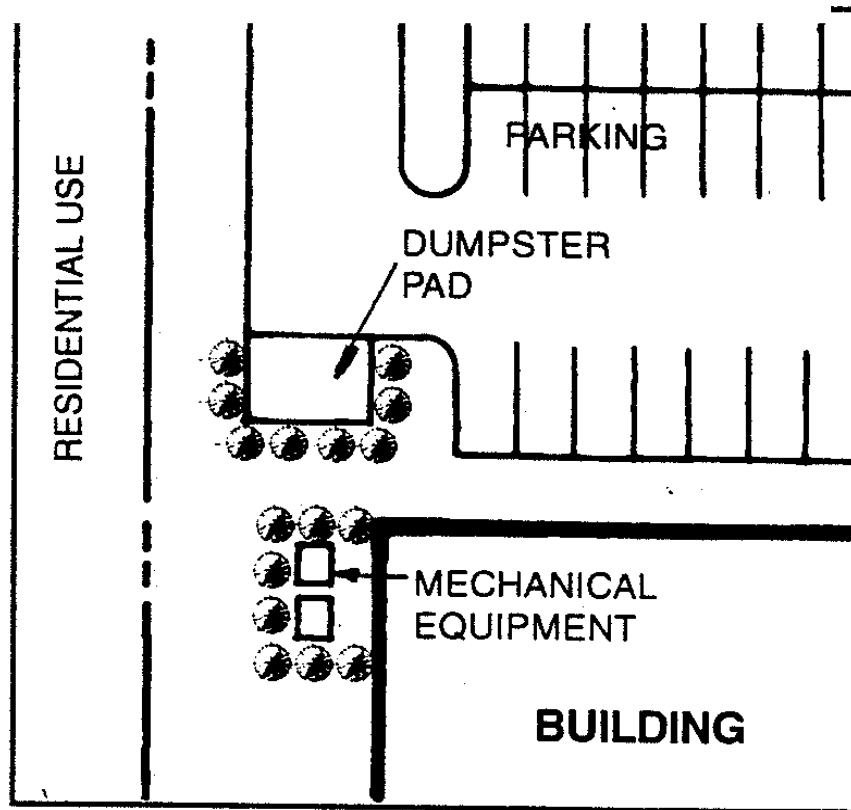 RESIDENTIAL USE
PARKING
DUMPSTER
PAD
MECHANICAL
EQUIPMENT
BUILDING